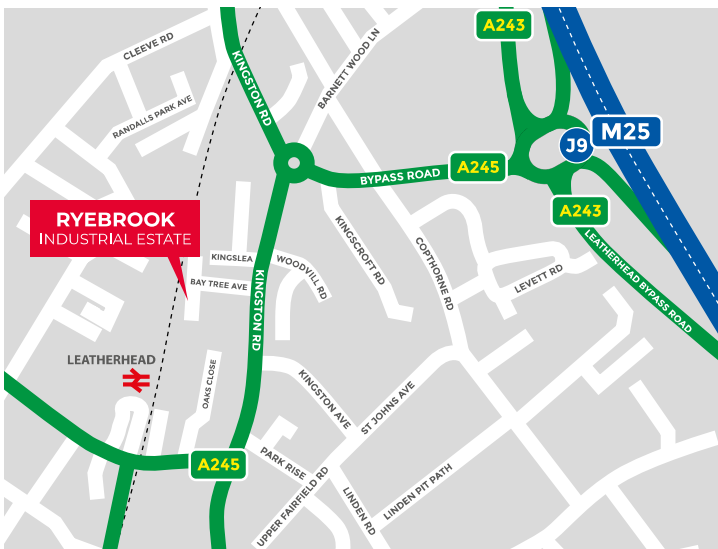 A243
CLEEVE RD
KINGSTON RD
BARNETT WOOD LN
RANDALLS PARK AVE
J9
M25
BYPASS ROAD
A245
A243
RYEBROOK
INDUSTRIAL ESTATE
KINGSLEA
WOODVILL RD
KINGSCROFT RD
COPTHORNE RD
LEVETT RD
LEATHERHEAD BYPASS ROAD
BAY TREE AVE
KINGSTON RD
LEATHERHEAD
OAKS CLOSE
KINGSTON AVE
ST JOHNS AVE
A245
PARK RISE
UPPER FAIRFIELD RD
LINDEN RD
LINDEN PIT PATH